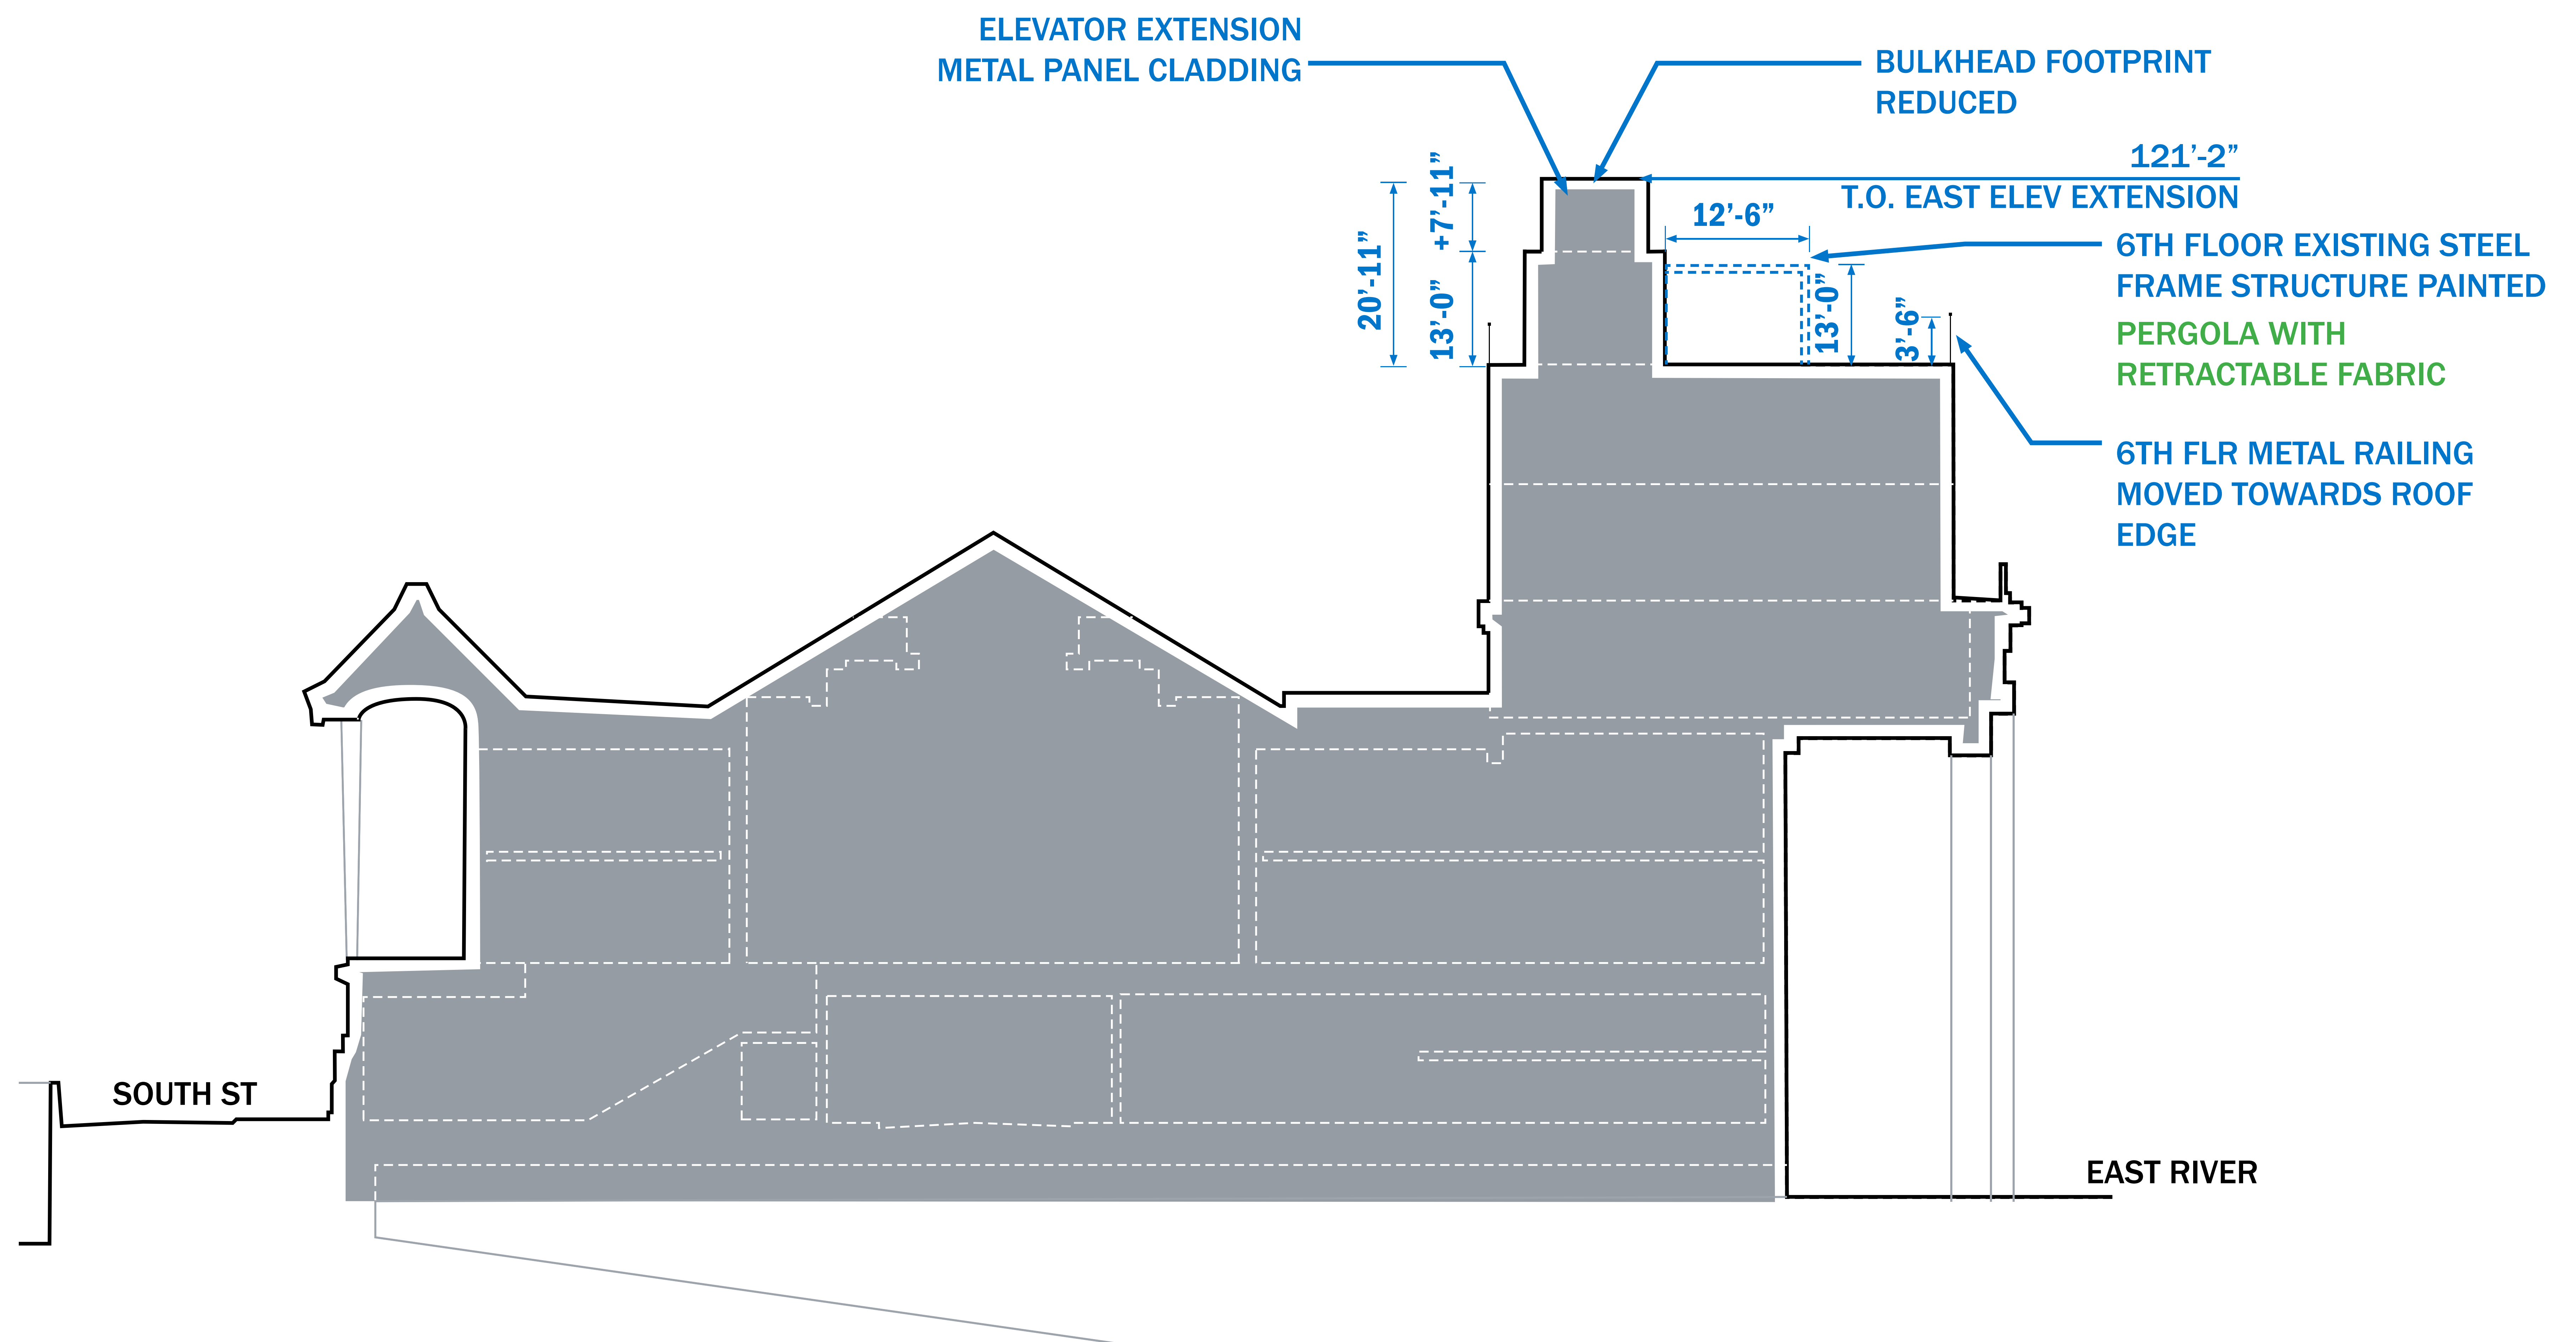 ELEVATOR EXTENSION
METAL PANEL CLADDING
BULKHEAD FOOTPRINT
REDUCED
121’-2”
T.O. EAST ELEV EXTENSION
12’-6”
20’-11”
+7’-11”
13’-0”
13’-0”
3’-6”
6TH FLOOR EXISTING STEEL
FRAME STRUCTURE PAINTED
PERGOLA WITH
RETRACTABLE FABRIC
6TH FLR METAL RAILING
MOVED TOWARDS ROOF
EDGE
SOUTH ST
EAST RIVER